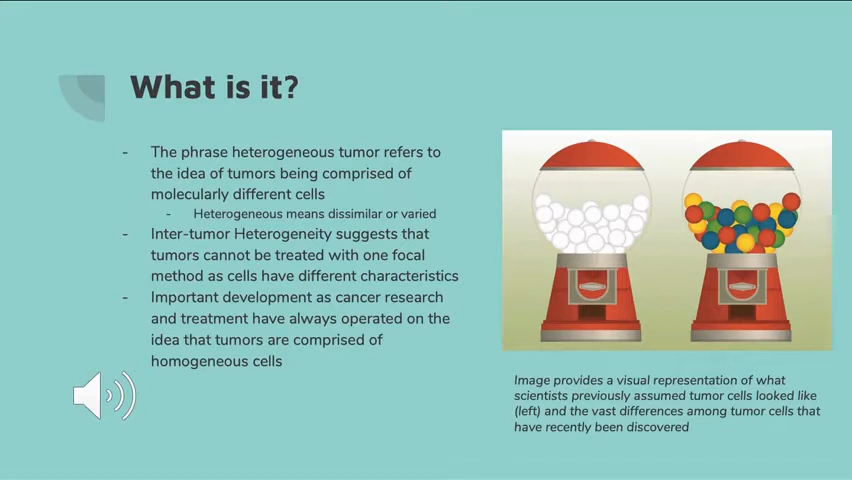 What is it?
- The phrase heterogeneous tumor refers to
the idea of tumors being comprised of
molecularly different cells
- Heterogeneous means dissimilar or varied
- Inter-tumor Heterogeneity suggests that
tumors cannot be treated with one focal
method as cells have different characteristics
- Important development as cancer research
and treatment have always operated on the
idea that tumors are comprised of
homogeneous cells
Image provides a visual representation of what
scientists previously assumed tumor cells looked like
(left) and the vast differences among tumor cells that
have recently been discovered